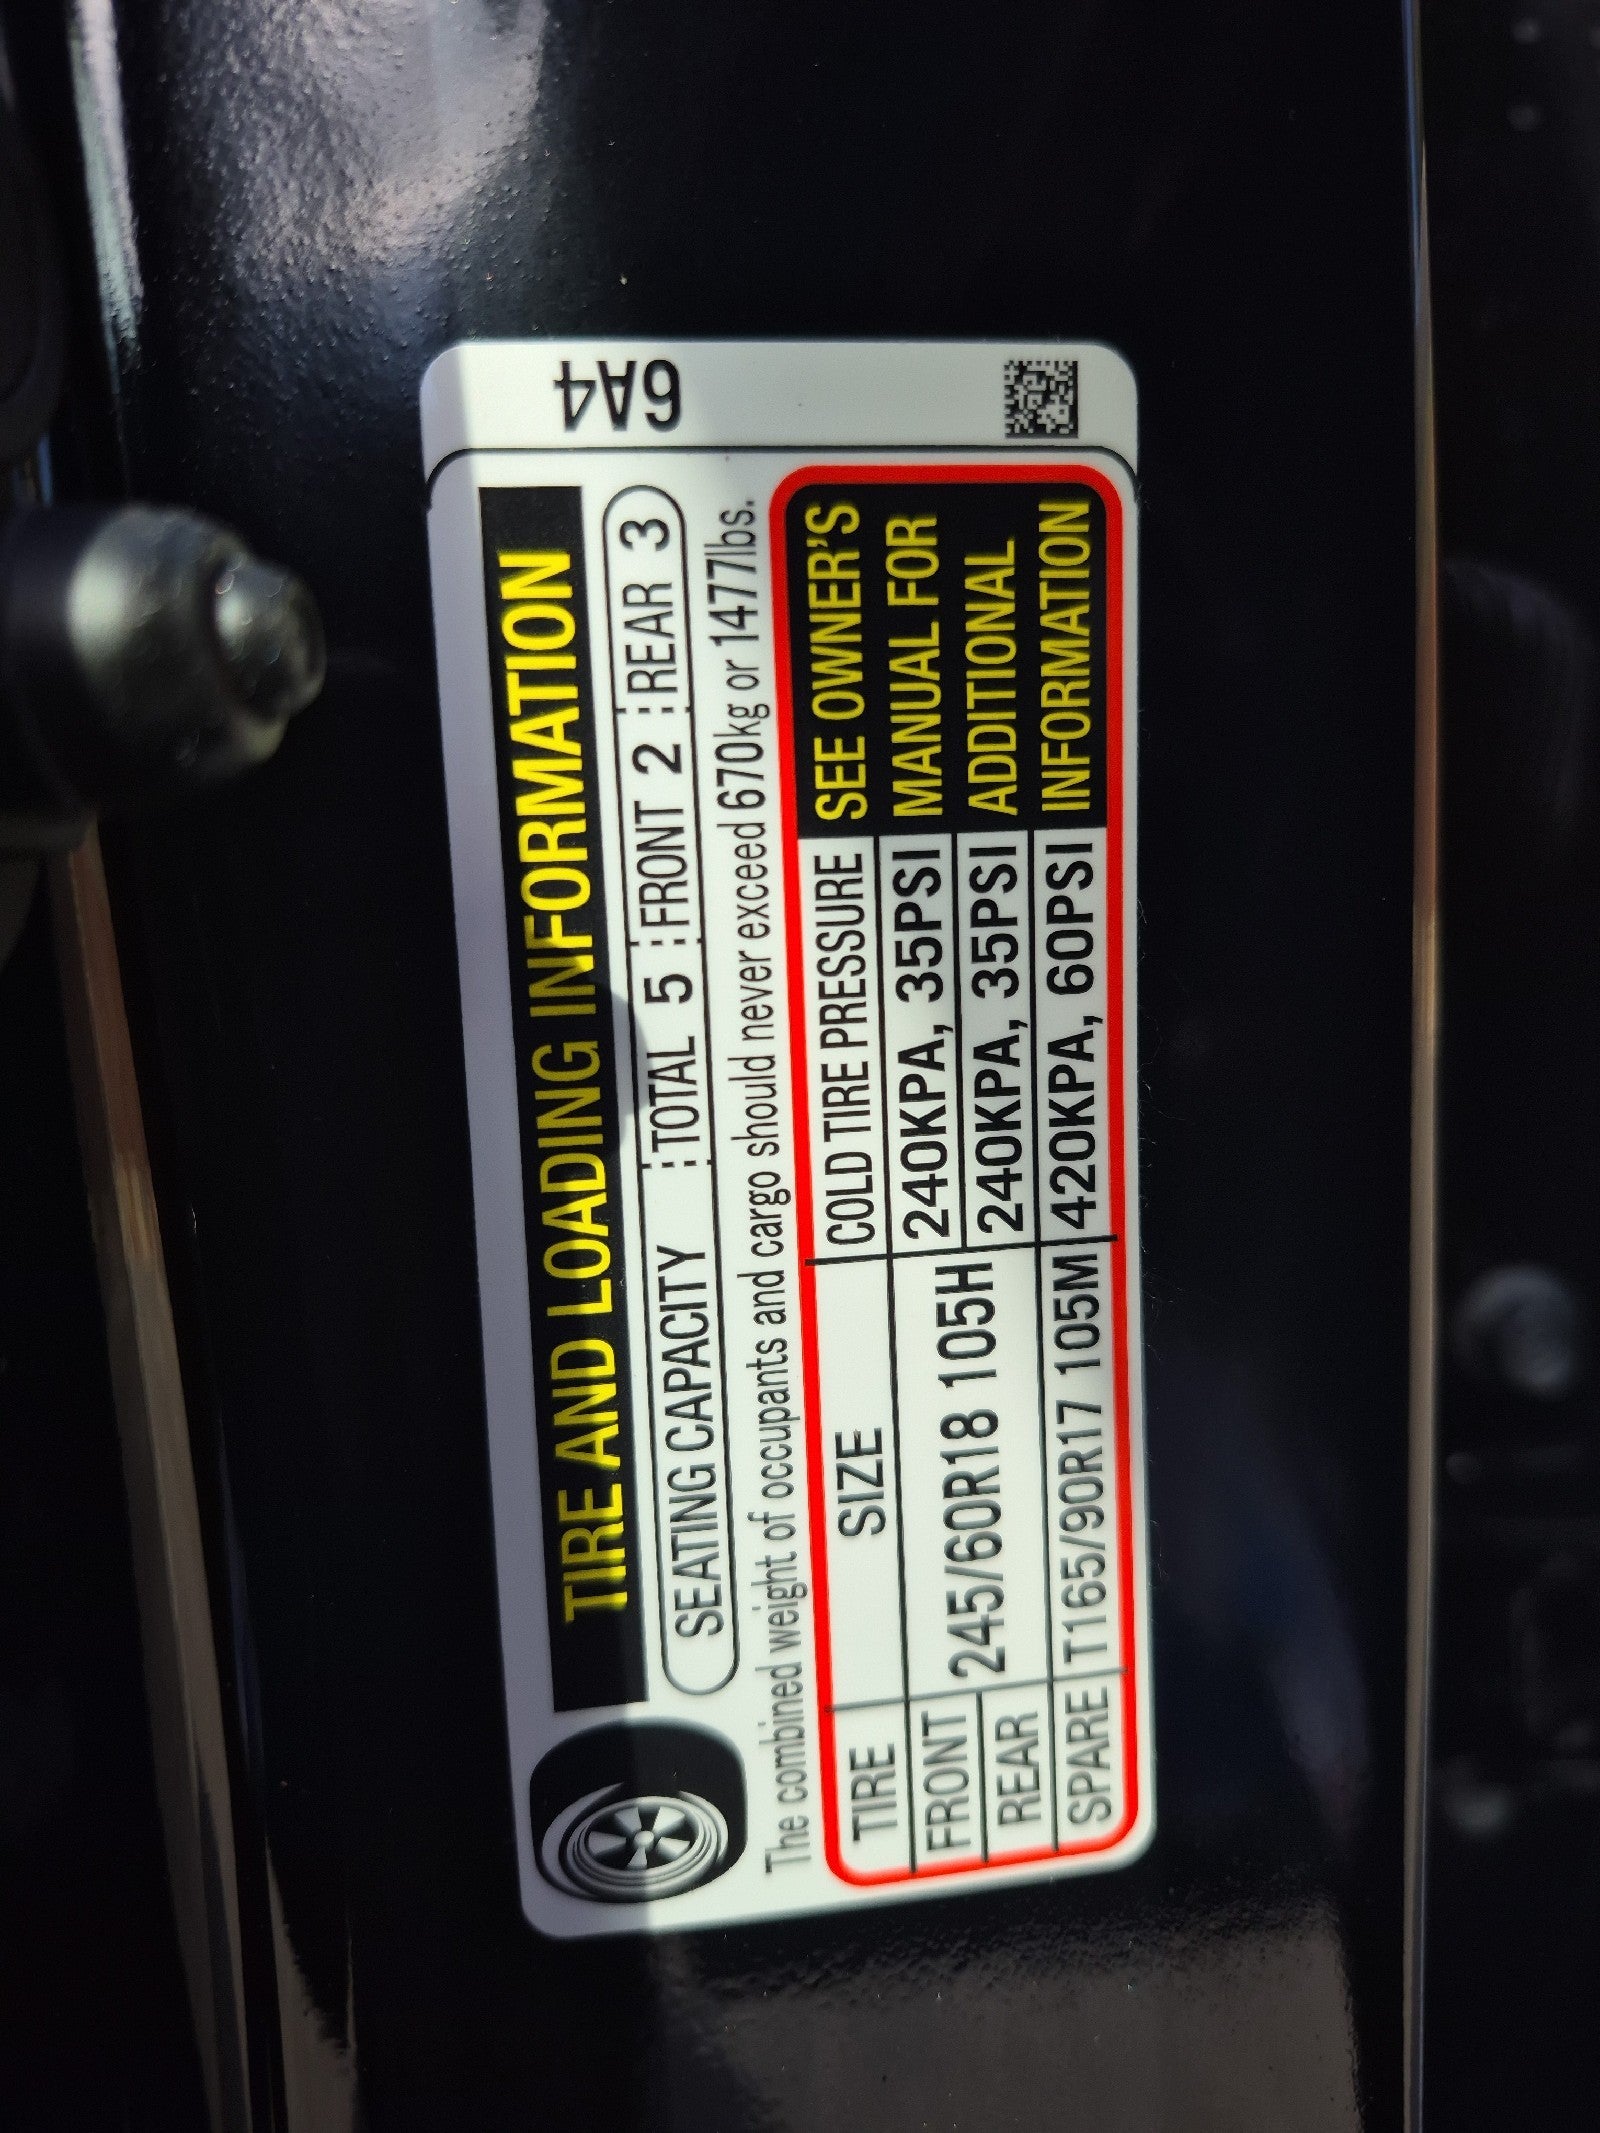 TIRE AND LOADING INFORMATION
SEATING CAPACITY TOTAL 5 FRONT 2 REAR 3
The combined weight of occupants and cargo should never exceed 670kg or 1477lbs.
TIRE SIZE COLD TIRE PRESSURE
FRONT 245/60R18 105H 240KPA, 35PSI
REAR 240KPA, 35PSI
SPARE T165/90R17 105M 420KPA, 60PSI
SEE OWNER'S
MANUAL FOR
ADDITIONAL
INFORMATION
6A4